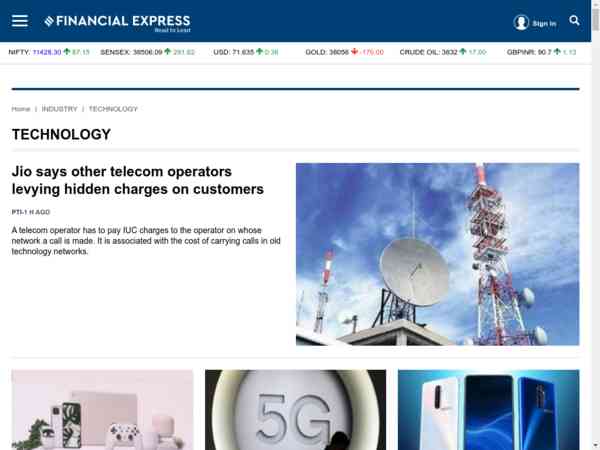 FINANCIAL EXPRESS
Read to Lead
Sign In
NIFTY: 11428.30 87.15 SENSEX: 38506.09 291.62 USD: 71.635 0.36 GOLD: 38056 -170.00 CRUDE OIL: 3832 17.00 GBPINR: 90.7 1.13
Home | INDUSTRY | TECHNOLOGY
TECHNOLOGY
Jio says other telecom operators
levying hidden charges on customers
PTI-1 H AGO
A telecom operator has to pay IUC charges to the operator on whose
network a call is made. It is associated with the cost of carrying calls in old
technology networks.
5G